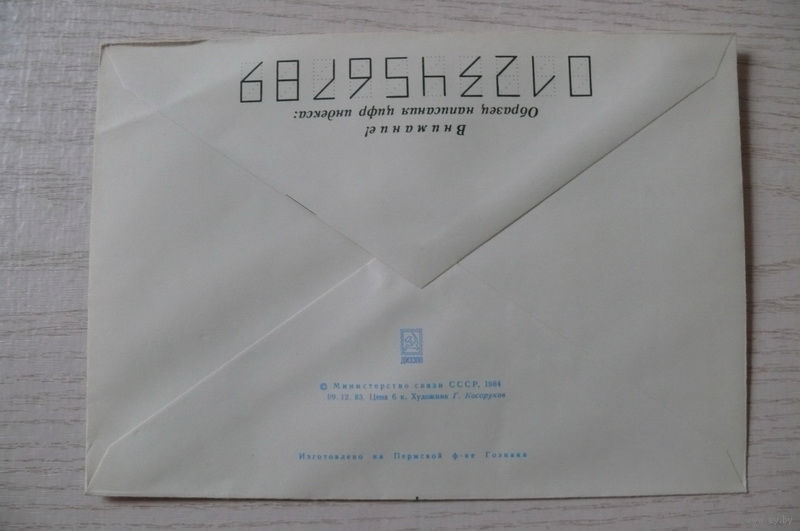 0123456789
Внимание!
Образец написания цифр индекса:
ДИЭЗПО
© Министерство связи СССР, 1984
09.12.83. Цена 6 к. Художник Г. Косоруков
Изготовлено на Пермской ф-ке Гознака